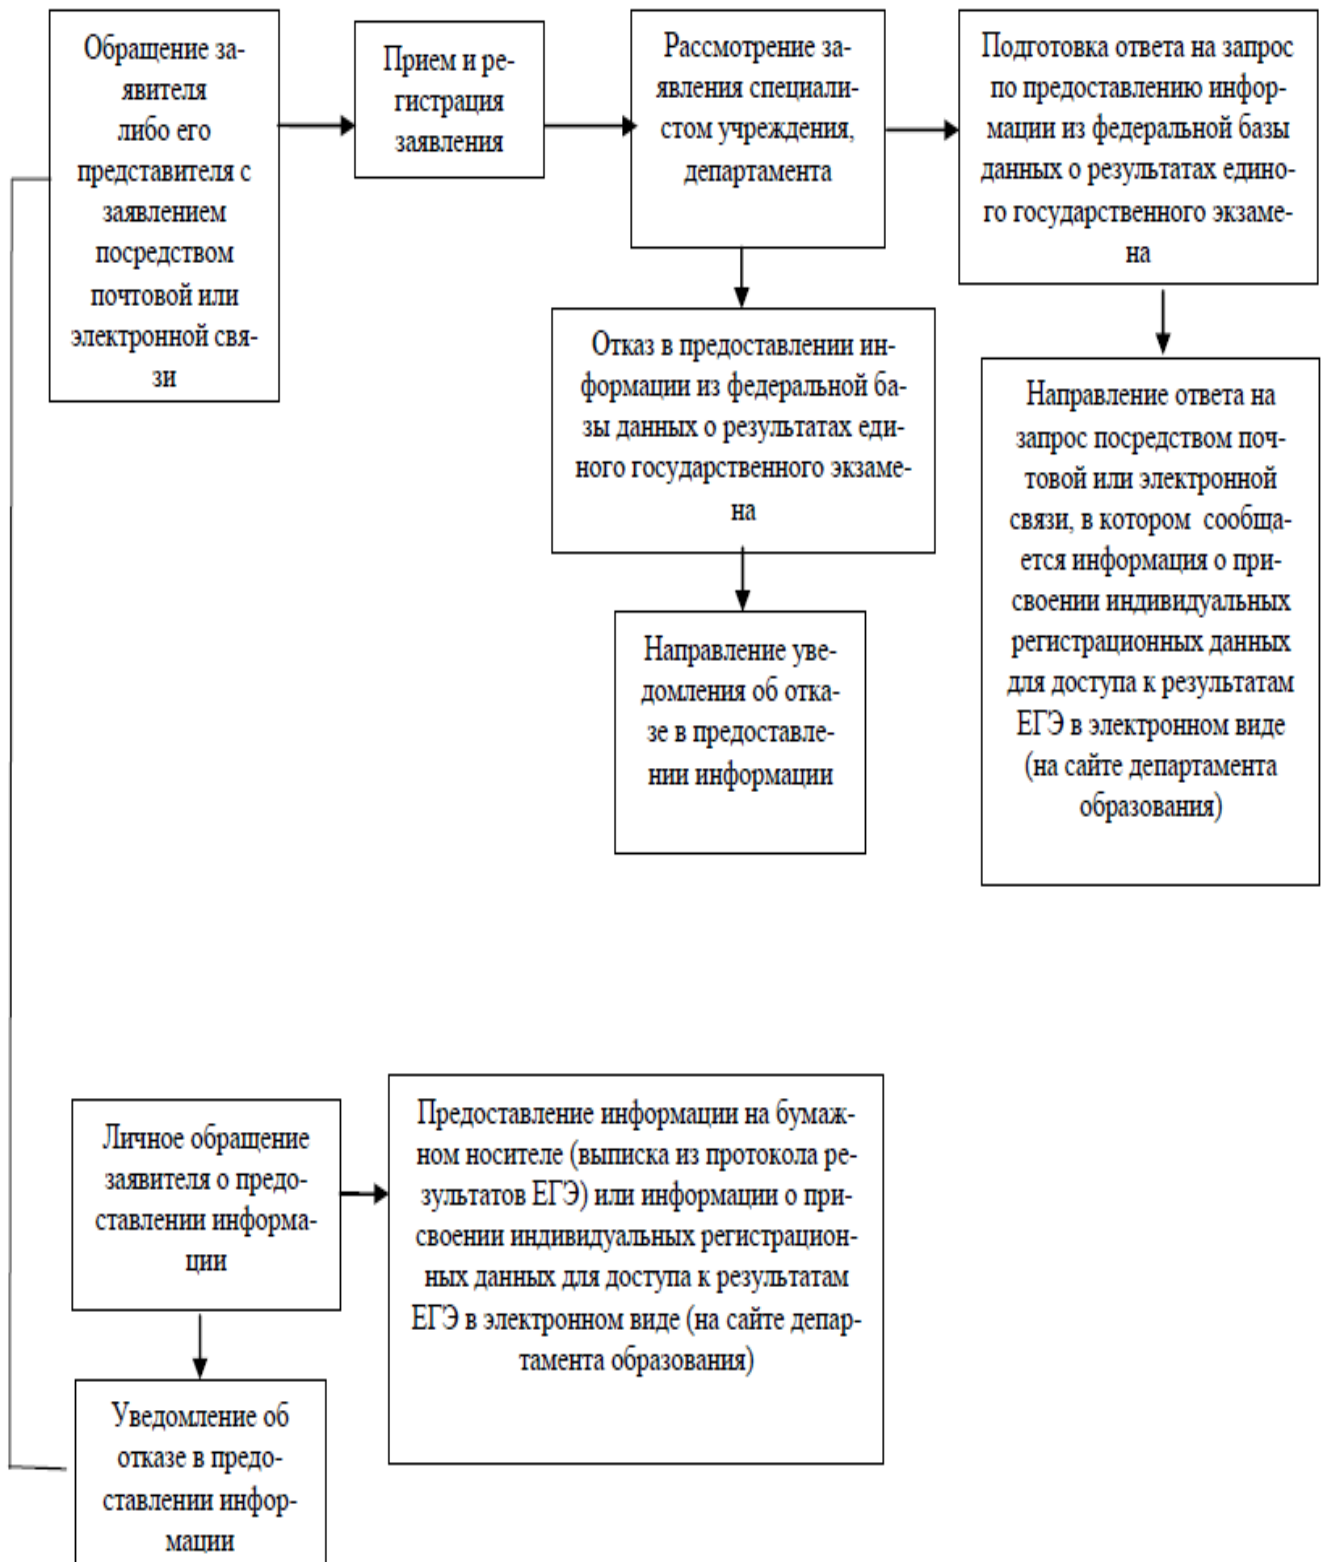 Обращение за-
явителя
либо его
представителя с
заявлением
посредством
почтовой или
электронной свя-
зи
Прием и ре-
гистрация
заявления
Рассмотрение за-
явления специали-
стом учреждения,
департамента
Подготовка ответа на запрос
по предоставлению инфор-
мации из федеральной базы
данных о результатах едино-
го государственного экзаме-
на
Отказ в предоставлении ин-
формации из федеральной ба-
зы данных о результатах еди-
ного государственного экзаме-
на
Направление ответа на
запрос посредством поч-
товой или электронной
связи, в котором  сообща-
ется информация о при-
своении индивидуальных
регистрационных данных
для доступа к результатам
ЕГЭ в электронном виде
(на сайте департамента
образования)
Направление уве-
домления об отка-
зе в предоставле-
нии информации
Личное обращение
заявителя о предо-
ставлении информа-
ции
Предоставление информации на бумаж-
ном носителе (выписка из протокола ре-
зультатов ЕГЭ) или информации о при-
своении индивидуальных регистрацион-
ных данных для доступа к результатам
ЕГЭ в электронном виде (на сайте депар-
тамента образования)
Уведомление об
отказе в предо-
ставлении инфор-
мации